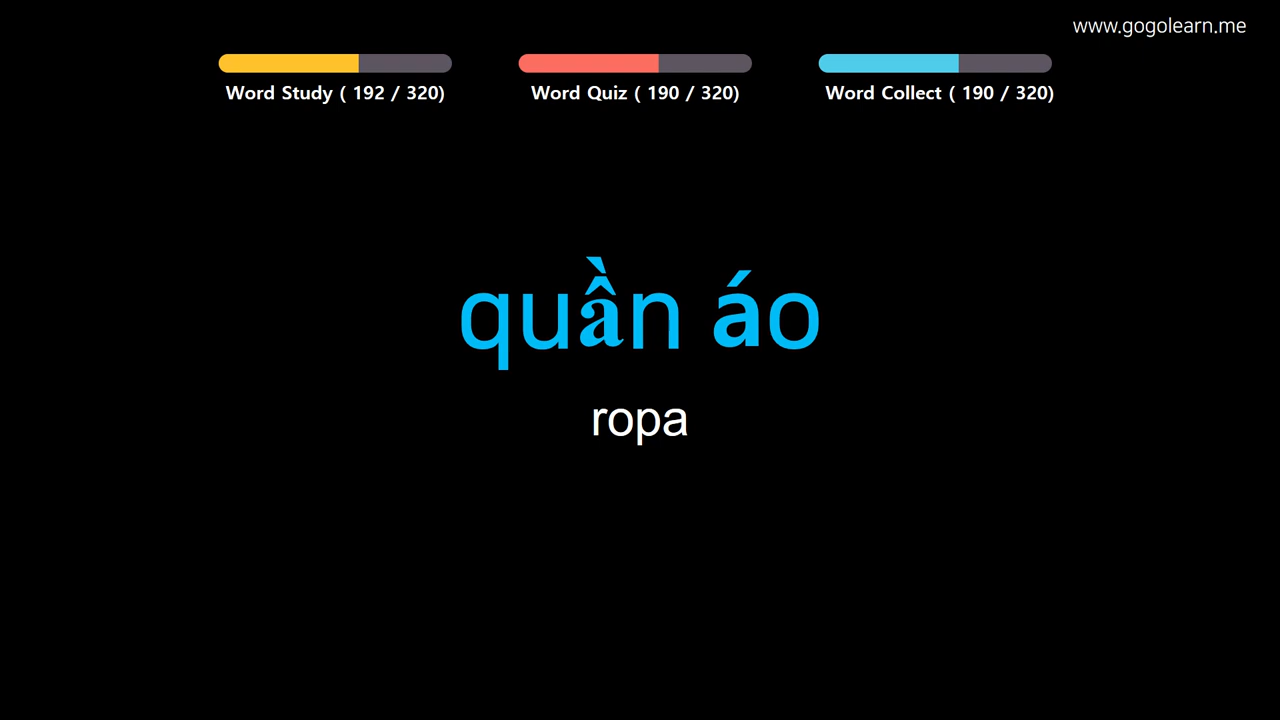 www.gogolearn.me
Word Study ( 192 / 320)
Word Quiz ( 190 / 320)
Word Collect ( 190 / 320)
quần áo
ropa